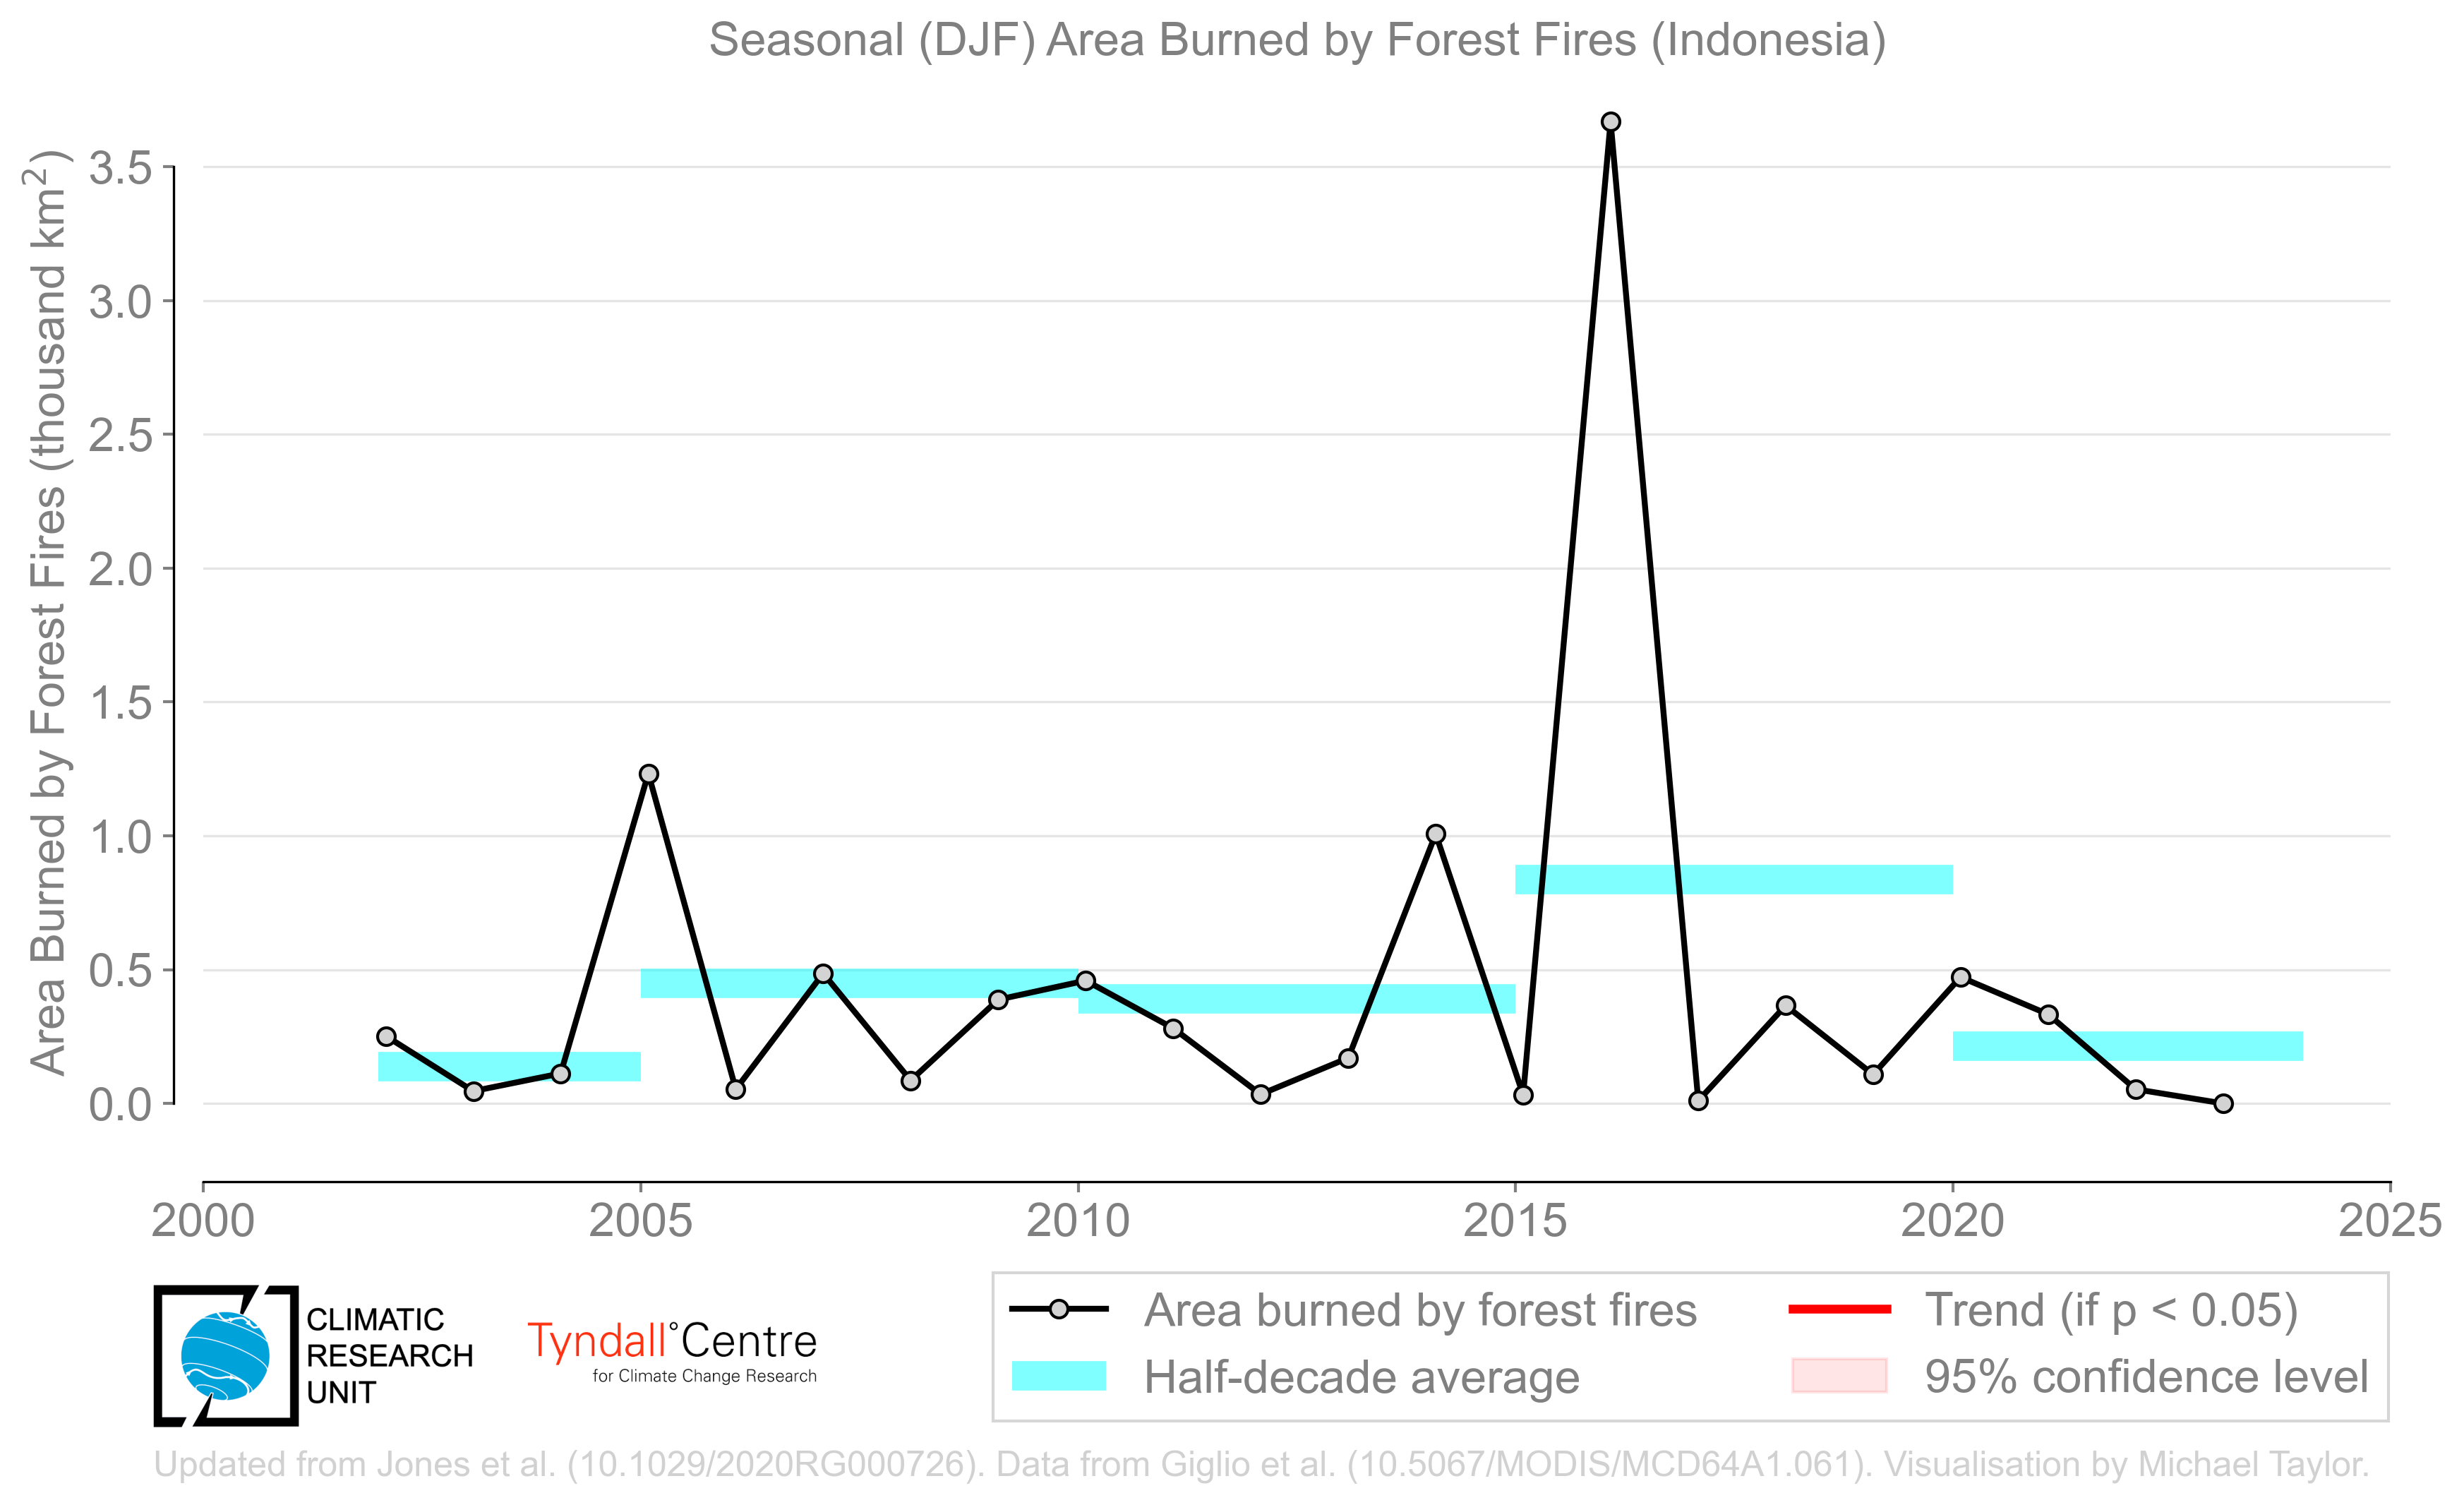 Seasonal (DJF) Area Burned by Forest Fires (Indonesia)
Area Burned by Forest Fires (thousand km²)
3.5
3.0
2.5
2.0
1.5
1.0
0.5
0.0
2000 2005 2010 2015 2020 2025
CLIMATIC
RESEARCH
UNIT
Tyndall°Centre
for Climate Change Research
Area burned by forest fires
Half-decade average
Trend (if p < 0.05)
95% confidence level
Updated from Jones et al. (10.1029/2020RG000726). Data from Giglio et al. (10.5067/MODIS/MCD64A1.061). Visualisation by Michael Taylor.